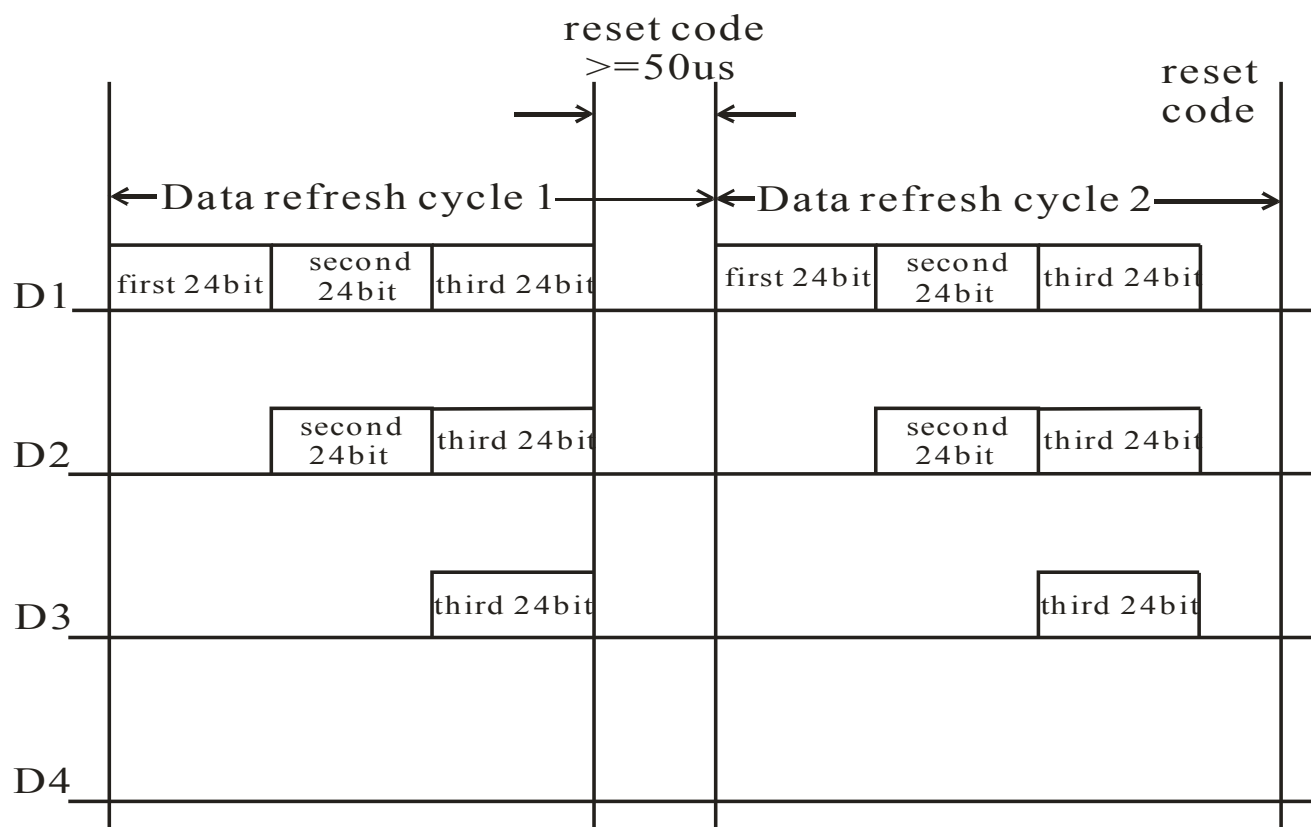 reset code
>=50us
reset
code
Data refresh cycle 1
Data refresh cycle 2
D1
first 24bit
second
24bit
third 24bit
first 24bit
second
24bit
third 24bit
D2
second
24bit
third 24bit
second
24bit
third 24bit
D3
third 24bit
third 24bit
D4